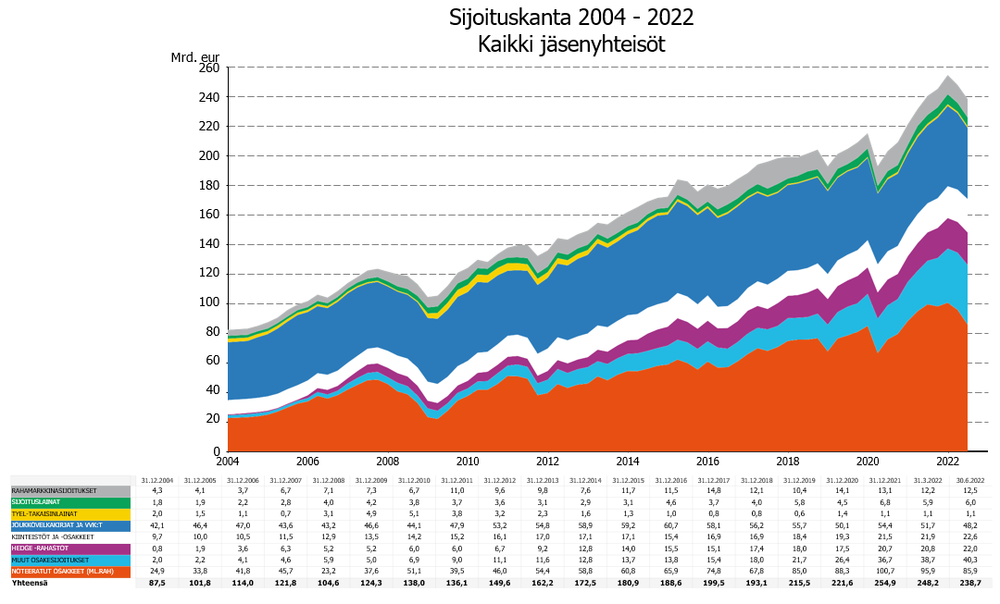 Sijoituskanta 2004 - 2022
Kaikki jäsenyhteisöt
Mrd. eur
260
240
220
200
180
160
140
120
100
80
60
40
20
0
2004 2006 2008 2010 2012 2014 2016 2018 2020 2022
31.12.2004 31.12.2005 31.12.2006 31.12.2007 31.12.2008 31.12.2009 31.12.2010 31.12.2011 31.12.2012 31.12.2013 31.12.2014 31.12.2015 31.12.2016 31.12.2017 31.12.2018 31.12.2019 31.12.2020 31.12.2021 31.3.2022 30.6.2022
RAHAMARKKINASIJOITUKSET 4,3 4,1 3,7 6,7 7,1 7,3 6,7 11,0 9,6 9,8 7,6 11,7 11,5 14,8 12,1 10,4 14,1 13,1 12,2 12,5
SIJOITUSLAINAT 1,8 1,9 2,2 2,8 4,0 4,2 3,8 3,7 3,6 3,1 2,9 3,1 4,6 3,7 4,0 5,8 4,5 6,8 5,9 6,0
TYEL-TAKAISINLAINAT 2,0 1,5 1,1 0,7 3,1 4,9 5,1 3,8 3,2 2,3 1,6 1,3 1,0 0,8 0,8 0,6 1,4 1,1 1,1 1,1
JOUKKOVELKAKIRJAT JA VVK:T 42,1 46,4 47,0 43,6 43,2 46,6 44,1 47,9 53,2 54,8 58,9 59,2 60,7 58,1 56,2 55,7 50,1 54,4 51,7 48,2
KIINTEISTÖT JA -OSAKKEET 9,7 10,0 10,5 11,5 12,9 13,5 14,2 15,2 16,1 17,0 17,1 17,1 15,4 16,9 16,9 18,4 19,3 21,5 21,9 22,6
HEDGE -RAHASTOT 0,8 1,9 3,6 6,3 5,2 5,2 6,0 6,0 6,7 9,2 12,8 14,0 15,5 15,1 17,4 18,0 17,5 20,7 20,8 22,0
MUUT OSAKESIJOITUKSET 2,0 2,2 4,1 4,6 5,9 5,0 6,9 9,0 11,1 11,6 12,8 13,7 13,8 15,4 18,0 21,7 26,4 36,7 38,7 40,3
NOTEERATUT OSAKKEET (ML.RAH) 24,9 33,8 41,8 45,7 23,2 37,6 51,1 39,5 46,0 54,4 58,8 60,8 65,9 74,8 67,8 85,0 88,3 100,7 95,9 85,9
Yhteensä 87,5 101,8 114,0 121,8 104,6 124,3 138,0 136,1 149,6 162,2 172,5 180,9 188,6 199,5 193,1 215,5 221,6 254,9 248,2 238,7